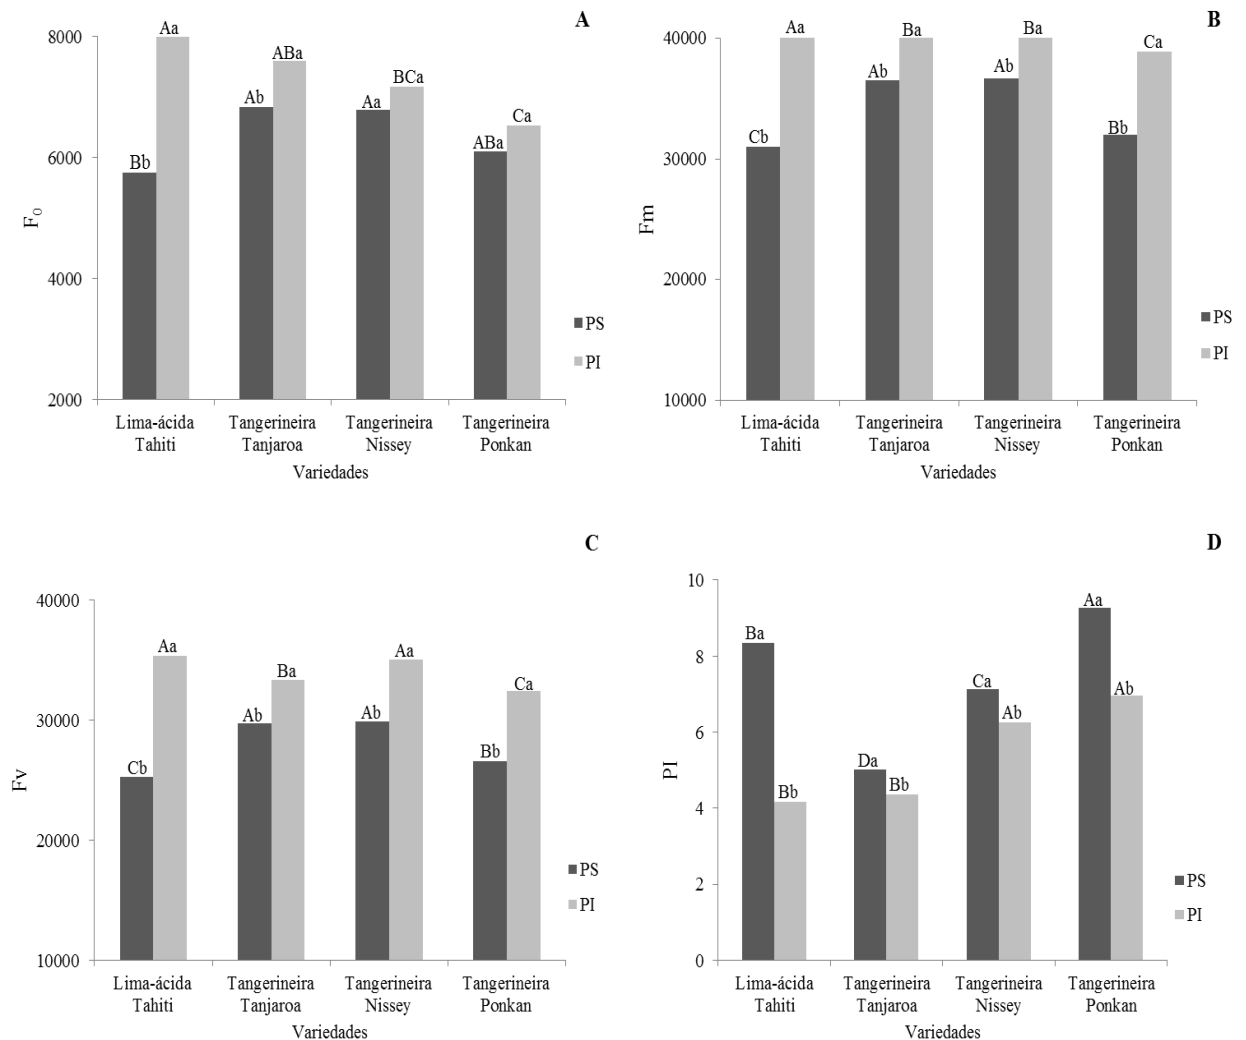 A
8000
6000
4000
2000
F0
Aa
ABa
Ab
BCa
Aa
Ca
ABa
Bb
PS
PI
Lima-ácida Tahiti
Tangerineira Tanjaroa
Tangerineira Nissey
Tangerineira Ponkan
Variedades
B
40000
30000
20000
10000
Fm
Aa
Ba
Ba
Ca
Ab
Ab
Cb
Bb
PS
PI
Lima-ácida Tahiti
Tangerineira Tanjaroa
Tangerineira Nissey
Tangerineira Ponkan
Variedades
C
40000
30000
20000
10000
Fv
Aa
Ba
Aa
Ca
Ab
Ab
Cb
Bb
PS
PI
Lima-ácida Tahiti
Tangerineira Tanjaroa
Tangerineira Nissey
Tangerineira Ponkan
Variedades
D
10
8
6
4
2
0
PI
Ba
Bb
Da
Bb
Ca
Ab
Aa
Ab
PS
PI
Lima-ácida Tahiti
Tangerineira Tanjaroa
Tangerineira Nissey
Tangerineira Ponkan
Variedades